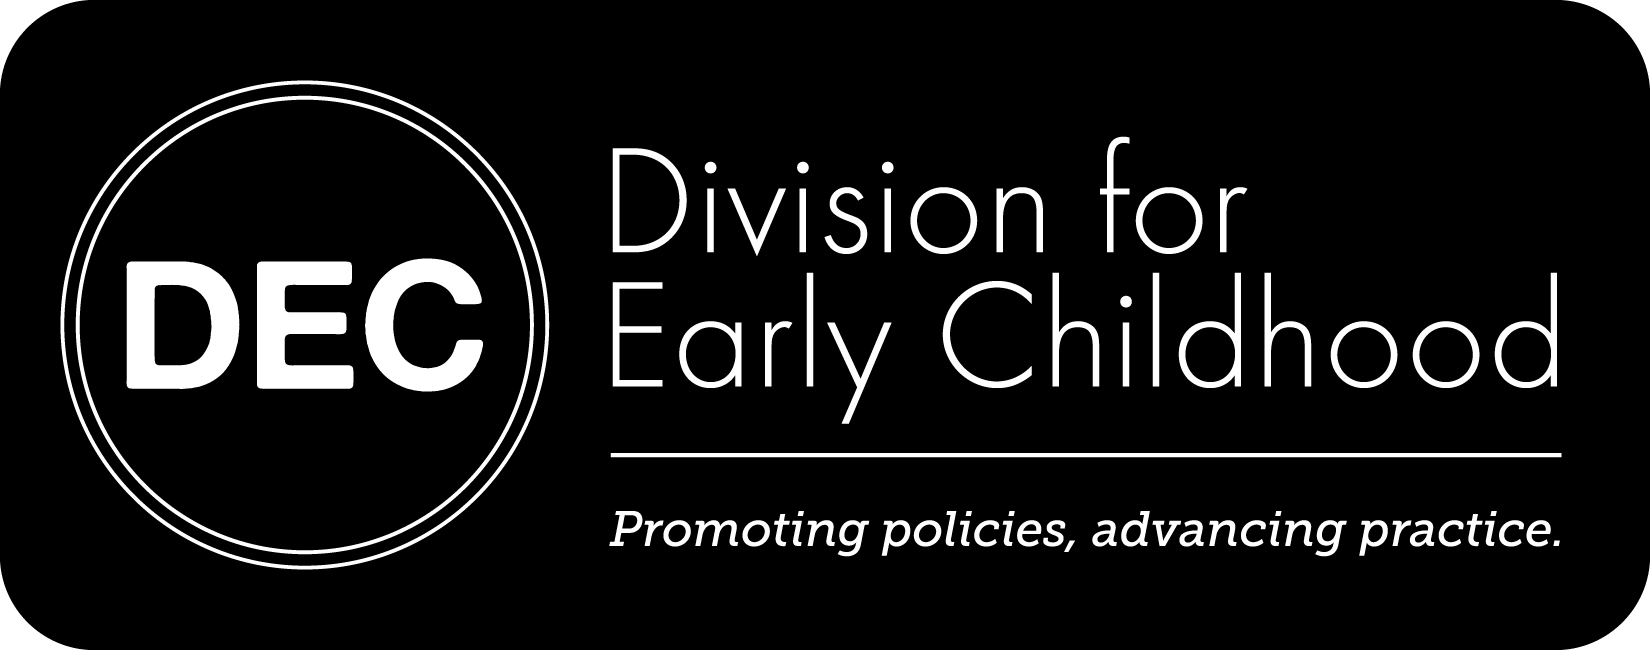 DEC
Division for
Early Childhood
Promoting policies, advancing practice.